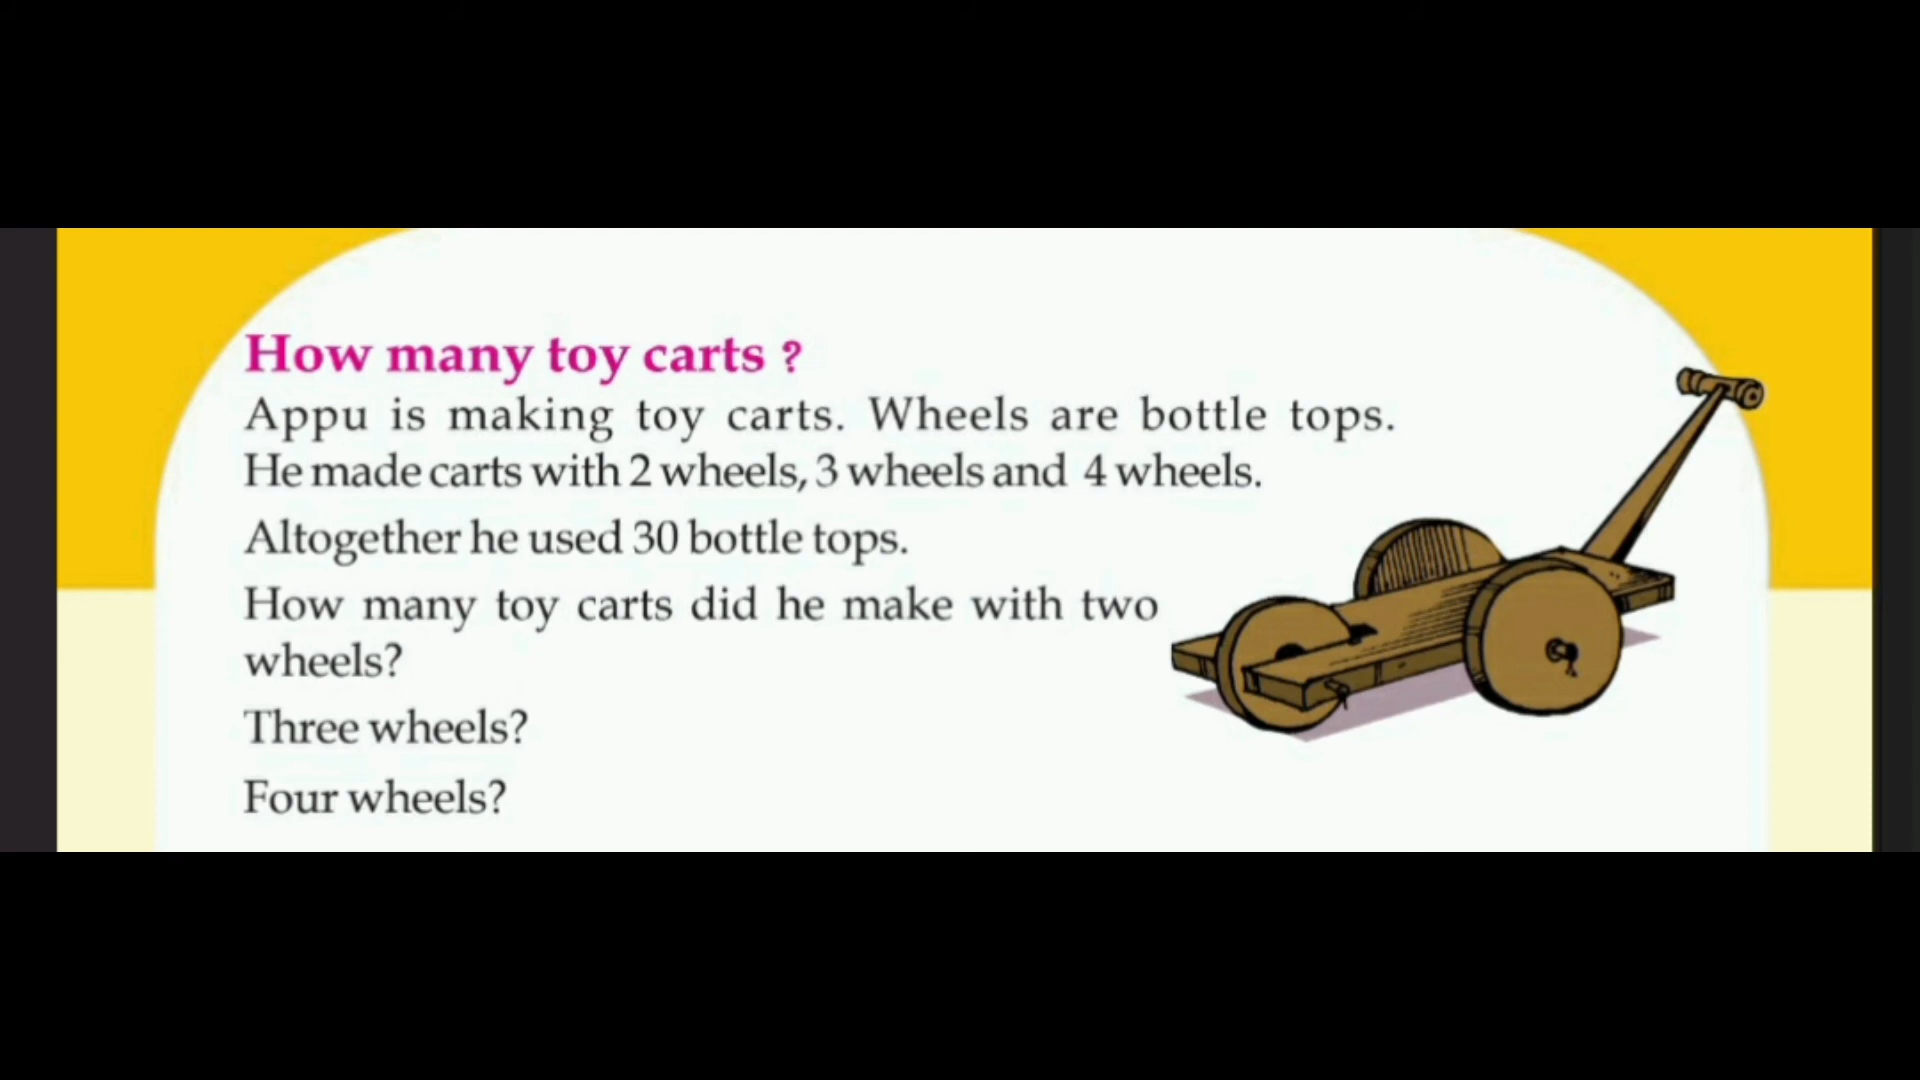 How many toy carts ?
Appu is making toy carts. Wheels are bottle tops.
He made carts with 2 wheels, 3 wheels and 4 wheels.
Altogether he used 30 bottle tops.
How many toy carts did he make with two
wheels?
Three wheels?
Four wheels?